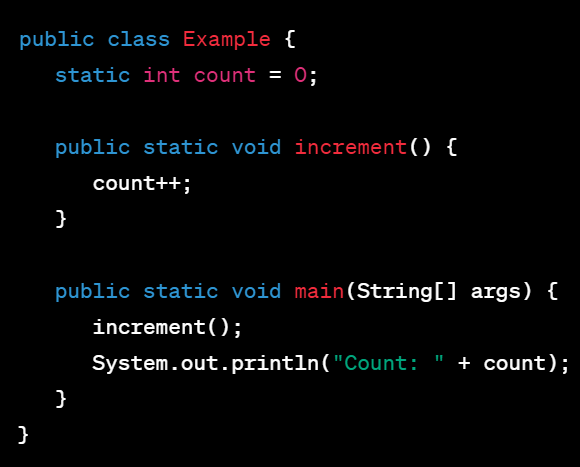 public class Example {
static int count = 0;
public static void increment() {
count++;
}
public static void main(String[] args) {
increment();
System.out.println("Count: " + count);
}
}